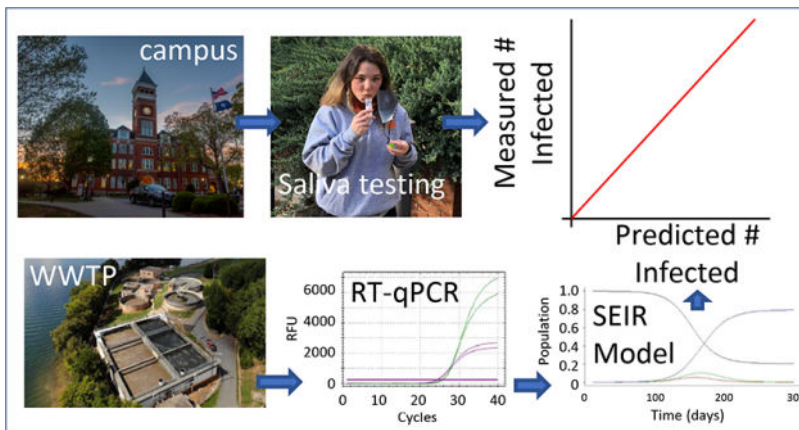 campus
Saliva testing
Measured #
Infected
Predicted #
Infected
WWTP
RT-qPCR
RFU
6000
4000
2000
0
0
10
20
30
40
Cycles
SEIR
Model
Population
1.0
0.8
0.6
0.4
0.2
0
0
100
200
30
Time (days)